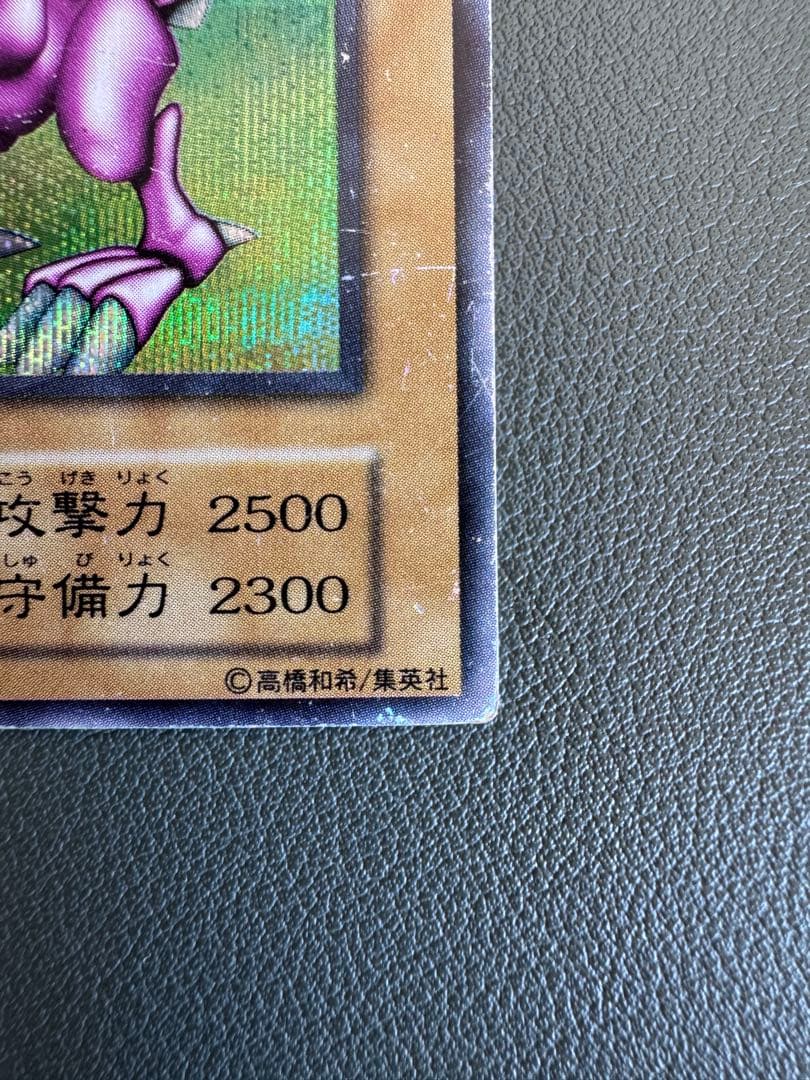 こう げき りょく
攻撃力 2500
しゅ び りょく
守備力 2300
©高橋和希/集英社